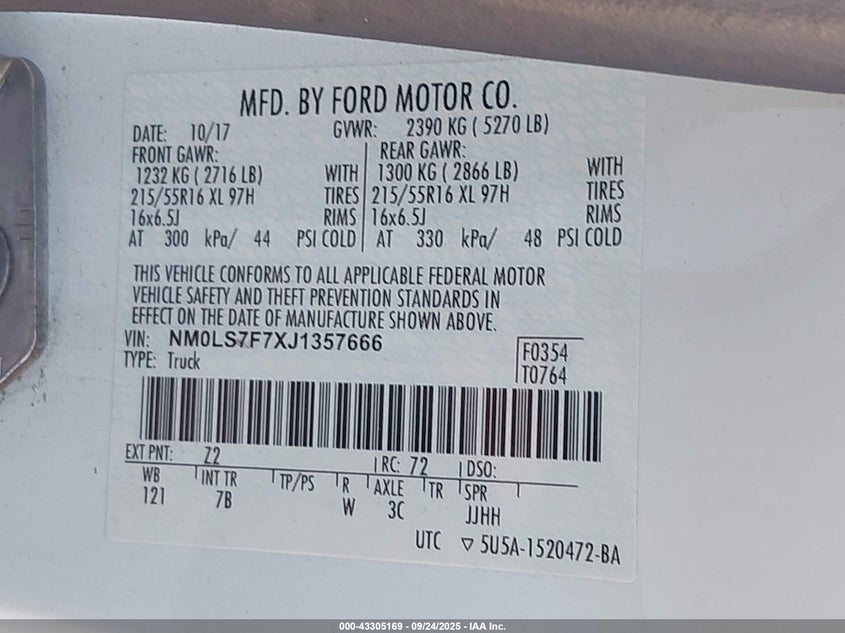 MFD. BY FORD MOTOR CO.
DATE: 10/17 GVWR: 2390 KG ( 5270 LB)
FRONT GAWR: REAR GAWR:
1232 KG ( 2716 LB) WITH 1300 KG ( 2866 LB) WITH
215/55R16 XL 97H TIRES 215/55R16 XL 97H TIRES
16x6.5J RIMS 16x6.5J RIMS
AT 300 kPa/ 44 PSI COLD AT 330 kPa/ 48 PSI COLD
THIS VEHICLE CONFORMS TO ALL APPLICABLE FEDERAL MOTOR
VEHICLE SAFETY AND THEFT PREVENTION STANDARDS IN
EFFECT ON THE DATE OF MANUFACTURE SHOWN ABOVE.
VIN: NM0LS7F7XJ1357666
TYPE: Truck
F0354
T0764
EXT PNT: Z2 RC: 72 DSO:
WB INT TR TP/PS R AXLE TR SPR
121 7B W 3C JJHH
UTC ▽ 5U5A-1520472-BA
000-43305169 - 09/24/2025 - IAA Inc.